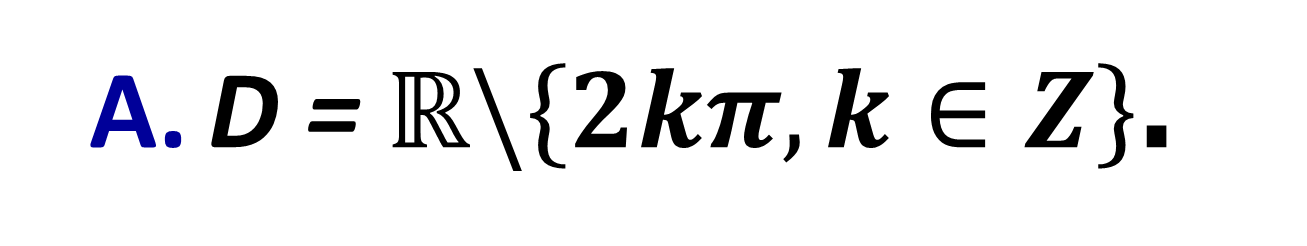 A. D = ℝ\{2kπ, k ∈ Z}.